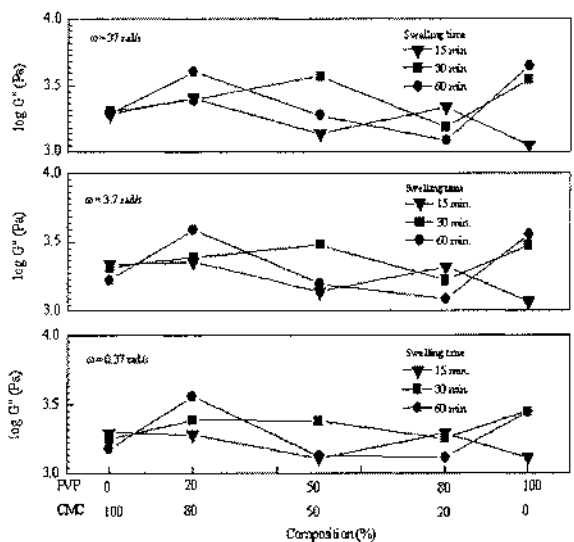 4.0
ω = 37 rad/s
Swelling time
15 min.
30 min.
60 min.
3.5
3.0
log G" (Pa)
4.0
ω = 3.7 rad/s
Swelling time
15 min.
30 min.
60 min.
3.5
3.0
log G" (Pa)
4.0
ω = 0.37 rad/s
Swelling time
15 min.
30 min.
60 min.
3.5
3.0
log G" (Pa)
PVP 0 20 50 80 100
CMC 100 80 50 20 0
Composition (%)